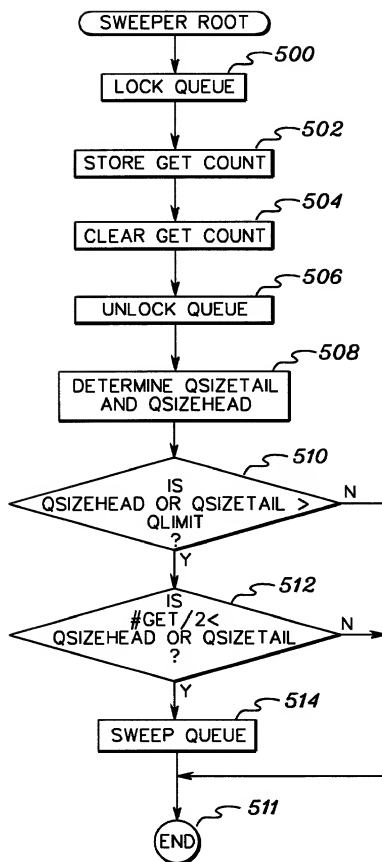 SWEEPER ROOT
500
LOCK QUEUE
502
STORE GET COUNT
504
CLEAR GET COUNT
506
UNLOCK QUEUE
508
DETERMINE QSIZETAIL
AND QSIZEHEAD
510
IS
QSIZEHEAD OR QSIZETAIL >
QLIMIT
?
N
Y
512
IS
#GET/2<
QSIZEHEAD OR QSIZETAIL
?
N
Y
514
SWEEP QUEUE
511
END